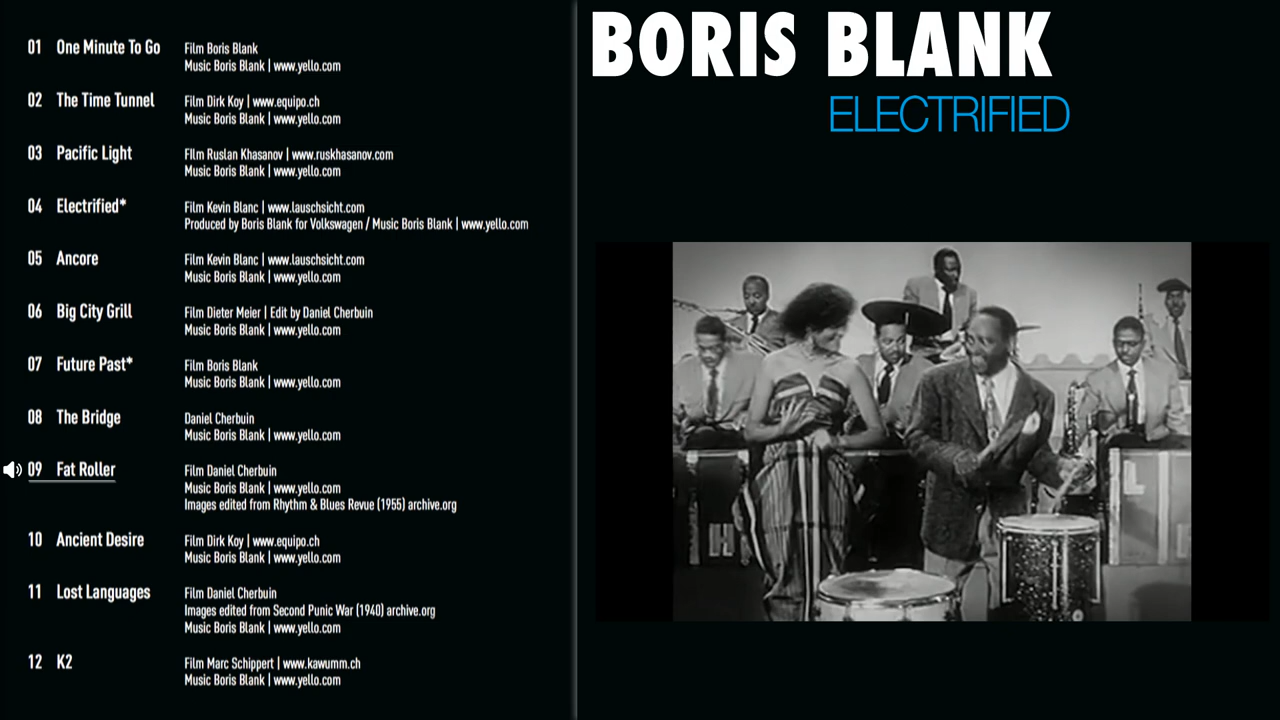 01 One Minute To Go Film Boris Blank
Music Boris Blank | www.yello.com
02 The Time Tunnel Film Dirk Koy | www.equipo.ch
Music Boris Blank | www.yello.com
03 Pacific Light FIlm Ruslan Khasanov | www.ruskhasanov.com
Music Boris Blank | www.yello.com
04 Electrified* Film Kevin Blanc | www.lauschsicht.com
Produced by Boris Blank for Volkswagen / Music Boris Blank | www.yello.com
05 Ancore Film Kevin Blanc | www.lauschsicht.com
Music Boris Blank | www.yello.com
06 Big City Grill Film Dieter Meier | Edit by Daniel Cherbuin
Music Boris Blank | www.yello.com
07 Future Past* Film Boris Blank
Music Boris Blank | www.yello.com
08 The Bridge Daniel Cherbuin
Music Boris Blank | www.yello.com
09 Fat Roller Film Daniel Cherbuin
Music Boris Blank | www.yello.com
Images edited from Rhythm & Blues Revue (1955) archive.org
10 Ancient Desire Film Dirk Koy | www.equipo.ch
Music Boris Blank | www.yello.com
11 Lost Languages Film Daniel Cherbuin
Images edited from Second Punic War (1940) archive.org
Music Boris Blank | www.yello.com
12 K2 Film Marc Schippert | www.kawumm.ch
Music Boris Blank | www.yello.com
BORIS BLANK
ELECTRIFIED
L
H
H